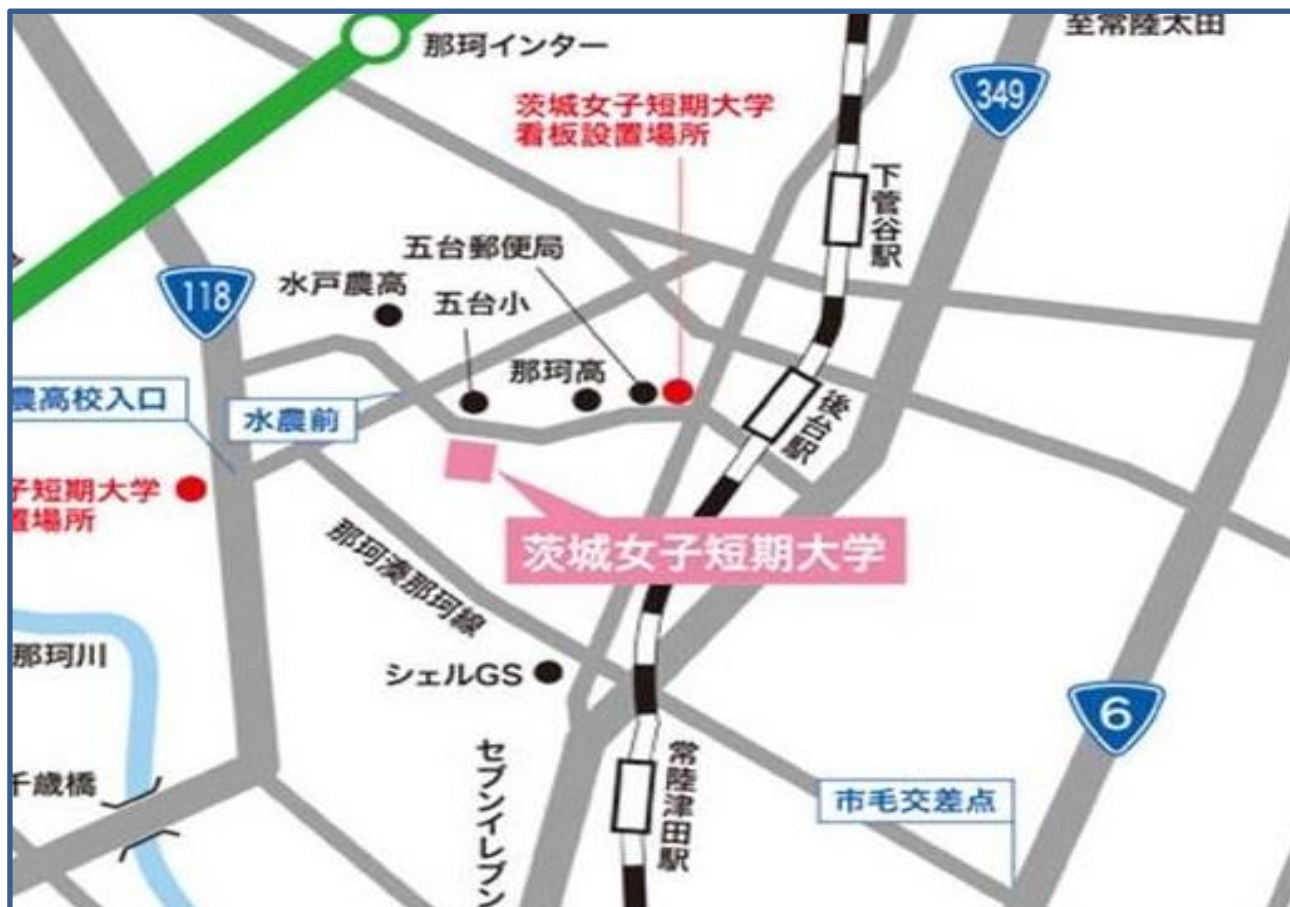 那珂インター
至常陸太田
349
茨城女子短期大学
看板設置場所
下菅谷駅
五台郵便局
118
水戸農高
五台小
那珂高
農高校入口
水農前
後台駅
子短期大学
置場所
茨城女子短期大学
那珂湊那珂線
那珂川
シェルGS
6
千歳橋
セブンイレブン
常陸津田駅
市毛交差点